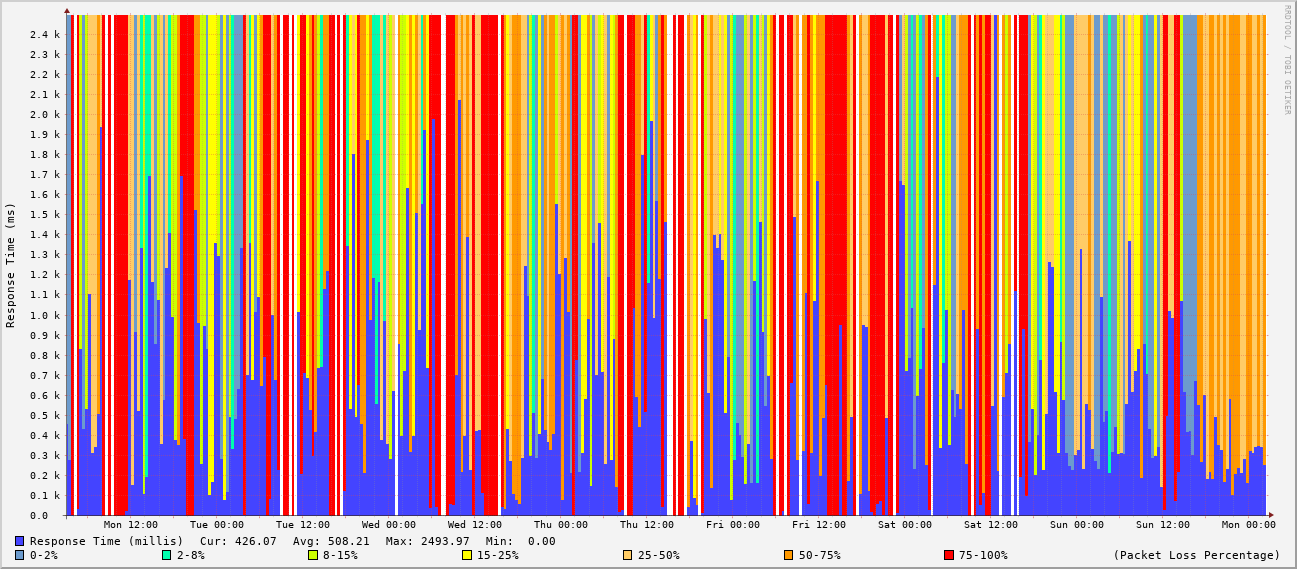 RRDTOOL / TOBI OETIKER
Response Time (ms)
2.4 k
2.3 k
2.2 k
2.1 k
2.0 k
1.9 k
1.8 k
1.7 k
1.6 k
1.5 k
1.4 k
1.3 k
1.2 k
1.1 k
1.0 k
0.9 k
0.8 k
0.7 k
0.6 k
0.5 k
0.4 k
0.3 k
0.2 k
0.1 k
0.0
Mon 12:00 Tue 00:00 Tue 12:00 Wed 00:00 Wed 12:00 Thu 00:00 Thu 12:00 Fri 00:00 Fri 12:00 Sat 00:00 Sat 12:00 Sun 00:00 Sun 12:00 Mon 00:00
Response Time (millis) Cur: 426.07 Avg: 508.21 Max: 2493.97 Min: 0.00
0-2% 2-8% 8-15% 15-25% 25-50% 50-75% 75-100% (Packet Loss Percentage)